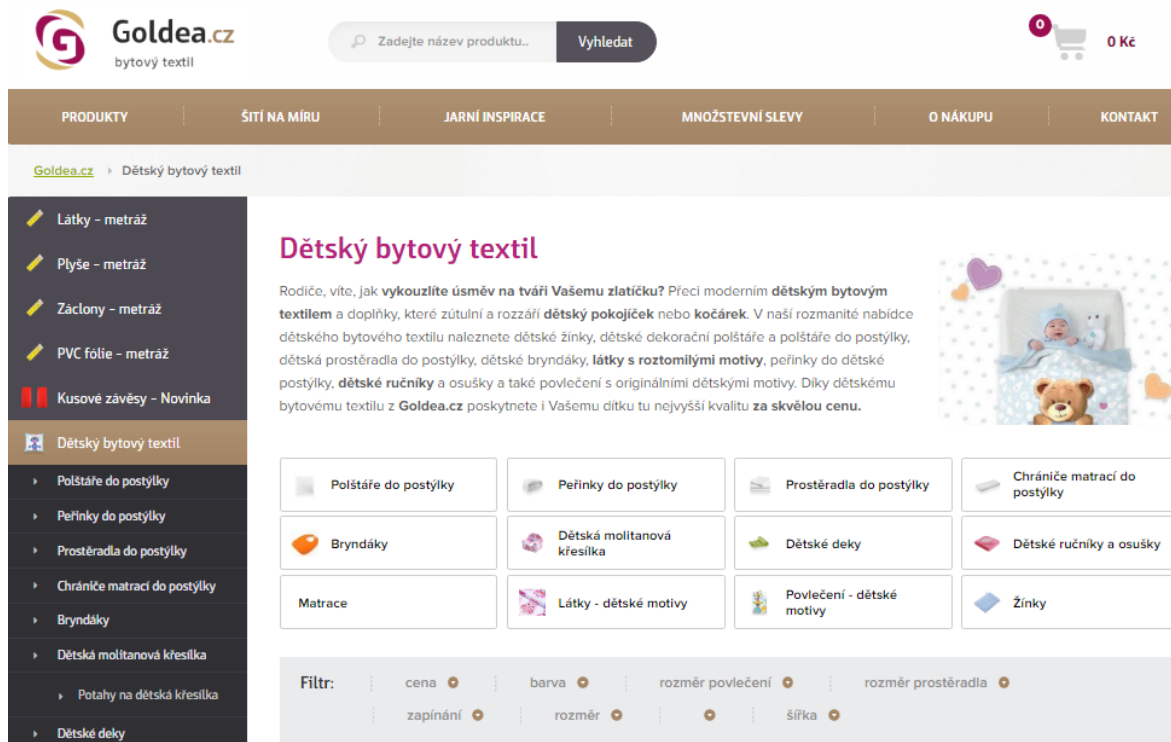 Goldea.cz
bytový textil
Zadejte název produktu..
Vyhledat
0
0 Kč
PRODUKTY
ŠITÍ NA MÍRU
JARNÍ INSPIRACE
MNOŽSTEVNÍ SLEVY
O NÁKUPU
KONTAKT
Goldea.cz
Dětský bytový textil
Látky – metráž
Plyše – metráž
Záclony – metráž
PVC fólie – metráž
Kusové závěsy – Novinka
Dětský bytový textil
Polštáře do postýlky
Peřinky do postýlky
Prostěradla do postýlky
Chrániče matrací do postýlky
Bryndáky
Dětská molitanová křesílka
Potahy na dětská křesílka
Dětské deky
Dětský bytový textil
Rodiče, víte, jak vykouzlíte úsměv na tváři Vašemu zlatíčku? Přeci moderním dětským bytovým
textilem a doplňky, které zútulní a rozzáří dětský pokojíček nebo kočárek. V naší rozmanité nabídce
dětského bytového textilu naleznete dětské žínky, dětské dekorační polštáře a polštáře do postýlky,
dětská prostěradla do postýlky, dětské bryndáky, látky s roztomilými motivy, peřinky do dětské
postýlky, dětské ručníky a osušky a také povlečení s originálními dětskými motivy. Díky dětskému
bytovému textilu z Goldea.cz poskytnete i Vašemu dítku tu nejvyšší kvalitu za skvělou cenu.
Polštáře do postýlky
Peřinky do postýlky
Prostěradla do postýlky
Chrániče matrací do
postýlky
Bryndáky
Dětská molitanová
křesílka
Dětské deky
Dětské ručníky a osušky
Matrace
Látky - dětské motivy
Povlečení - dětské
motivy
Žínky
Filtr:
cena
barva
rozměr povlečení
rozměr prostěradla
zapínání
rozměr
šířka